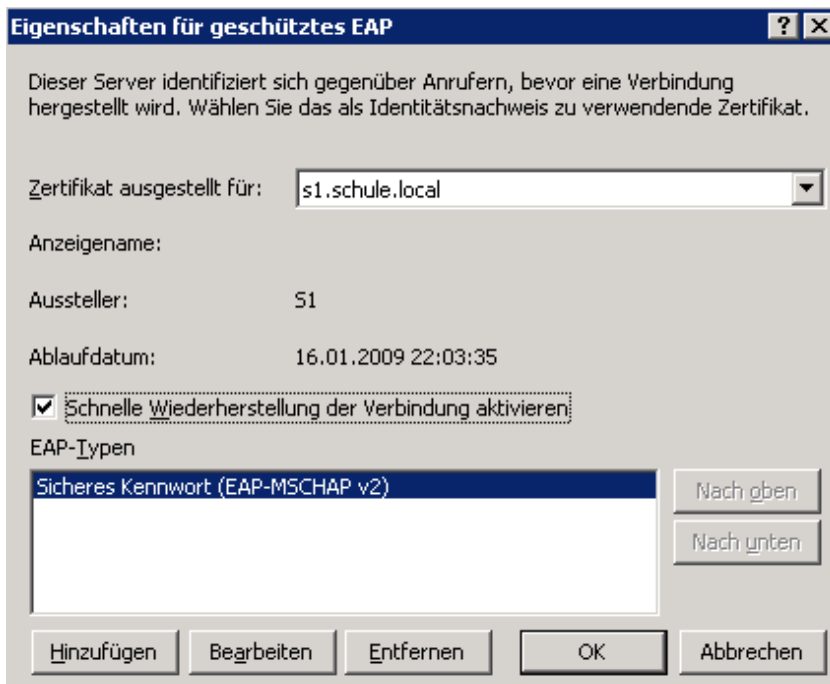 Eigenschaften für geschütztes EAP
Dieser Server identifiziert sich gegenüber Anrufern, bevor eine Verbindung
hergestellt wird. Wählen Sie das als Identitätsnachweis zu verwendende Zertifikat.
Zertifikat ausgestellt für: s1.schule.local
Anzeigename:
Aussteller: S1
Ablaufdatum: 16.01.2009 22:03:35
Schnelle Wiederherstellung der Verbindung aktivieren
EAP-Typen
Sicheres Kennwort (EAP-MSCHAP v2)
Nach oben
Nach unten
Hinzufügen Bearbeiten Entfernen OK Abbrechen